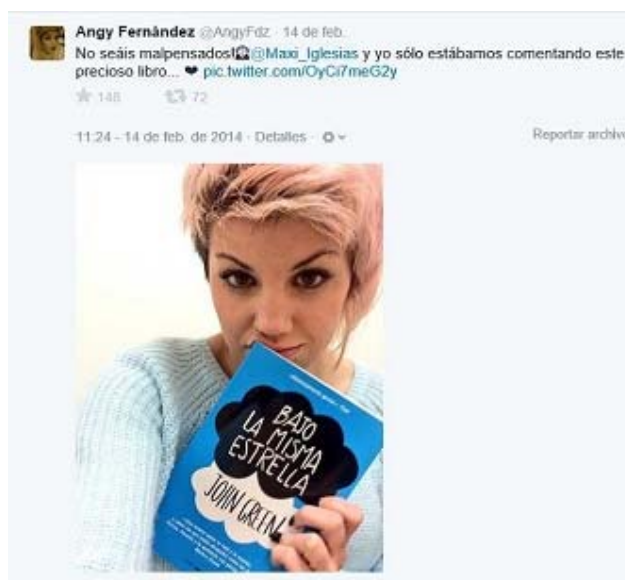 Angy Fernández @AngyFdz · 14 de feb.
No seáis malpensados! @Maxi_Iglesias y yo sólo estábamos comentando este
precioso libro... ❤ pic.twitter.com/OyCi7meG2y
148 72
11:24 - 14 de feb. de 2014 · Detalles
Reportar archivo
BAJO
LA MISMA
ESTRELLA
JOHN GREEN